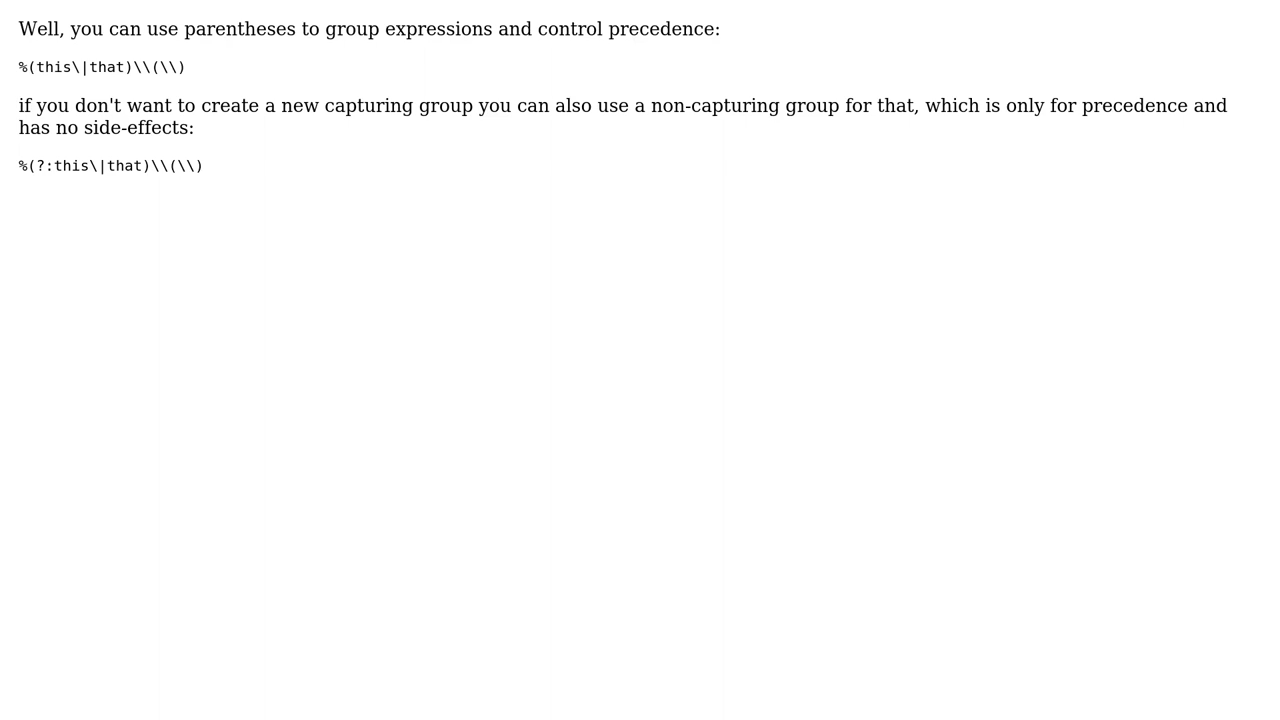 Well, you can use parentheses to group expressions and control precedence:
%(this\|that)\\(\\)
if you don't want to create a new capturing group you can also use a non-capturing group for that, which is only for precedence and
has no side-effects:
%(?:this\|that)\\(\\)